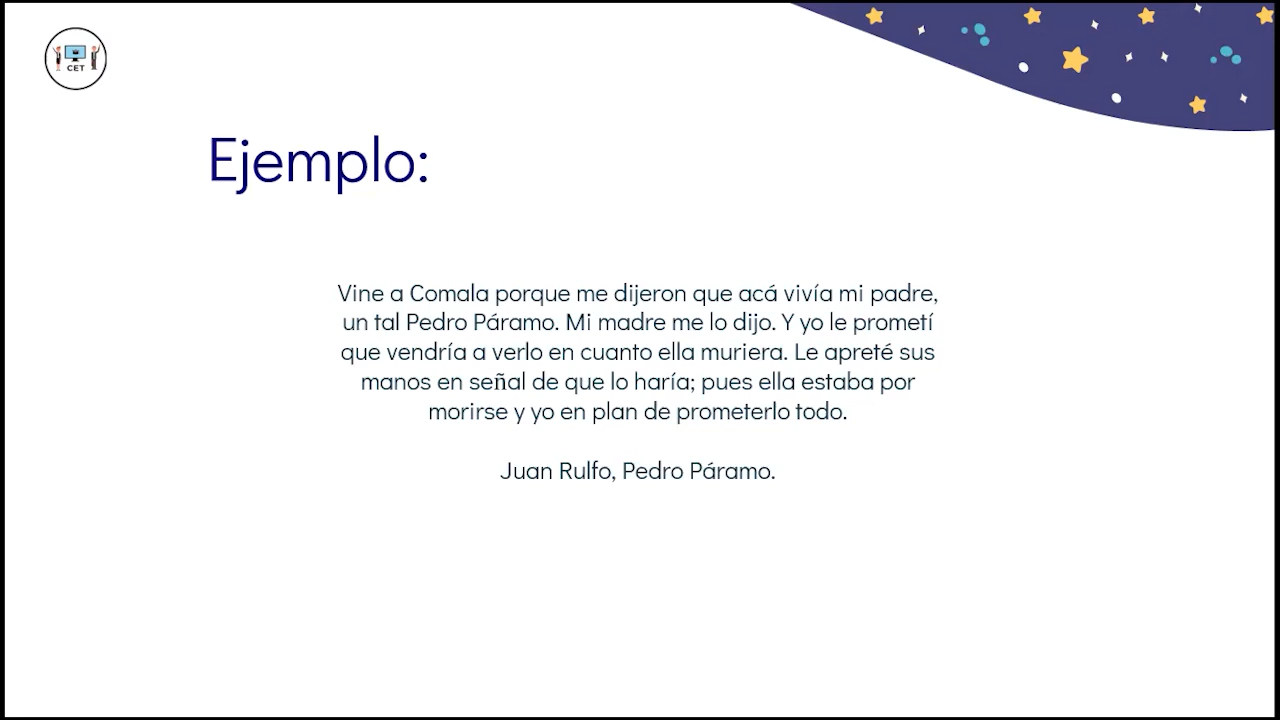 CET
Ejemplo:
Vine a Comala porque me dijeron que acá vivía mi padre,
un tal Pedro Páramo. Mi madre me lo dijo. Y yo le prometí
que vendría a verlo en cuanto ella muriera. Le apreté sus
manos en señal de que lo haría; pues ella estaba por
morirse y yo en plan de prometerlo todo.
Juan Rulfo, Pedro Páramo.